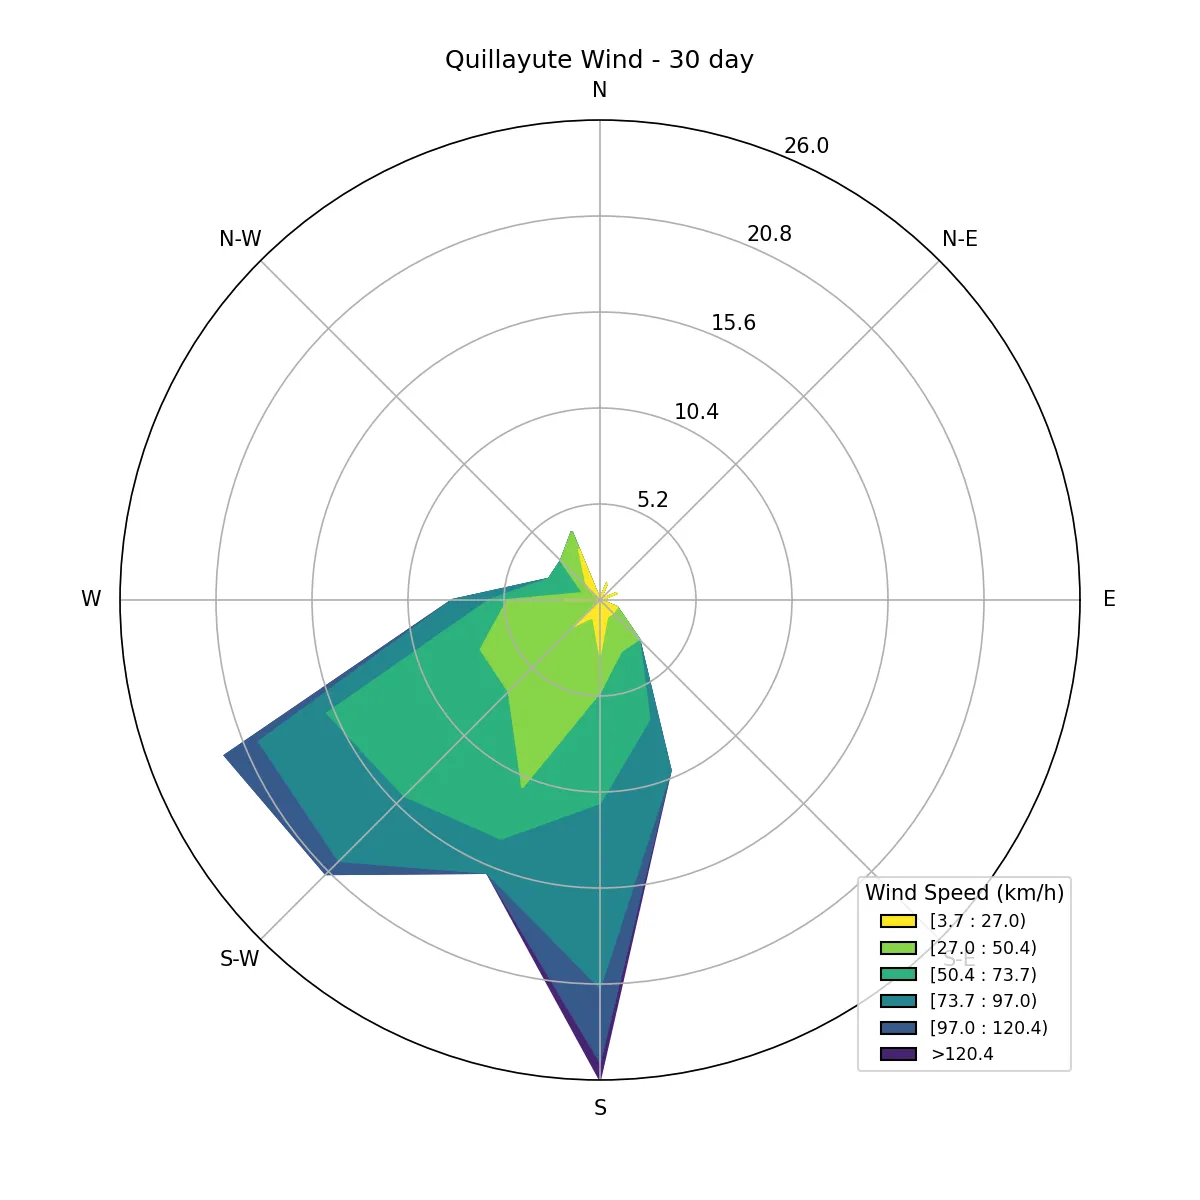 Quillayute Wind - 30 day
N
26.0
N-W
20.8
N-E
15.6
10.4
5.2
W
E
S-W
S-E
S
Wind Speed (km/h)
[3.7 : 27.0)
[27.0 : 50.4)
[50.4 : 73.7)
[73.7 : 97.0)
[97.0 : 120.4)
>120.4